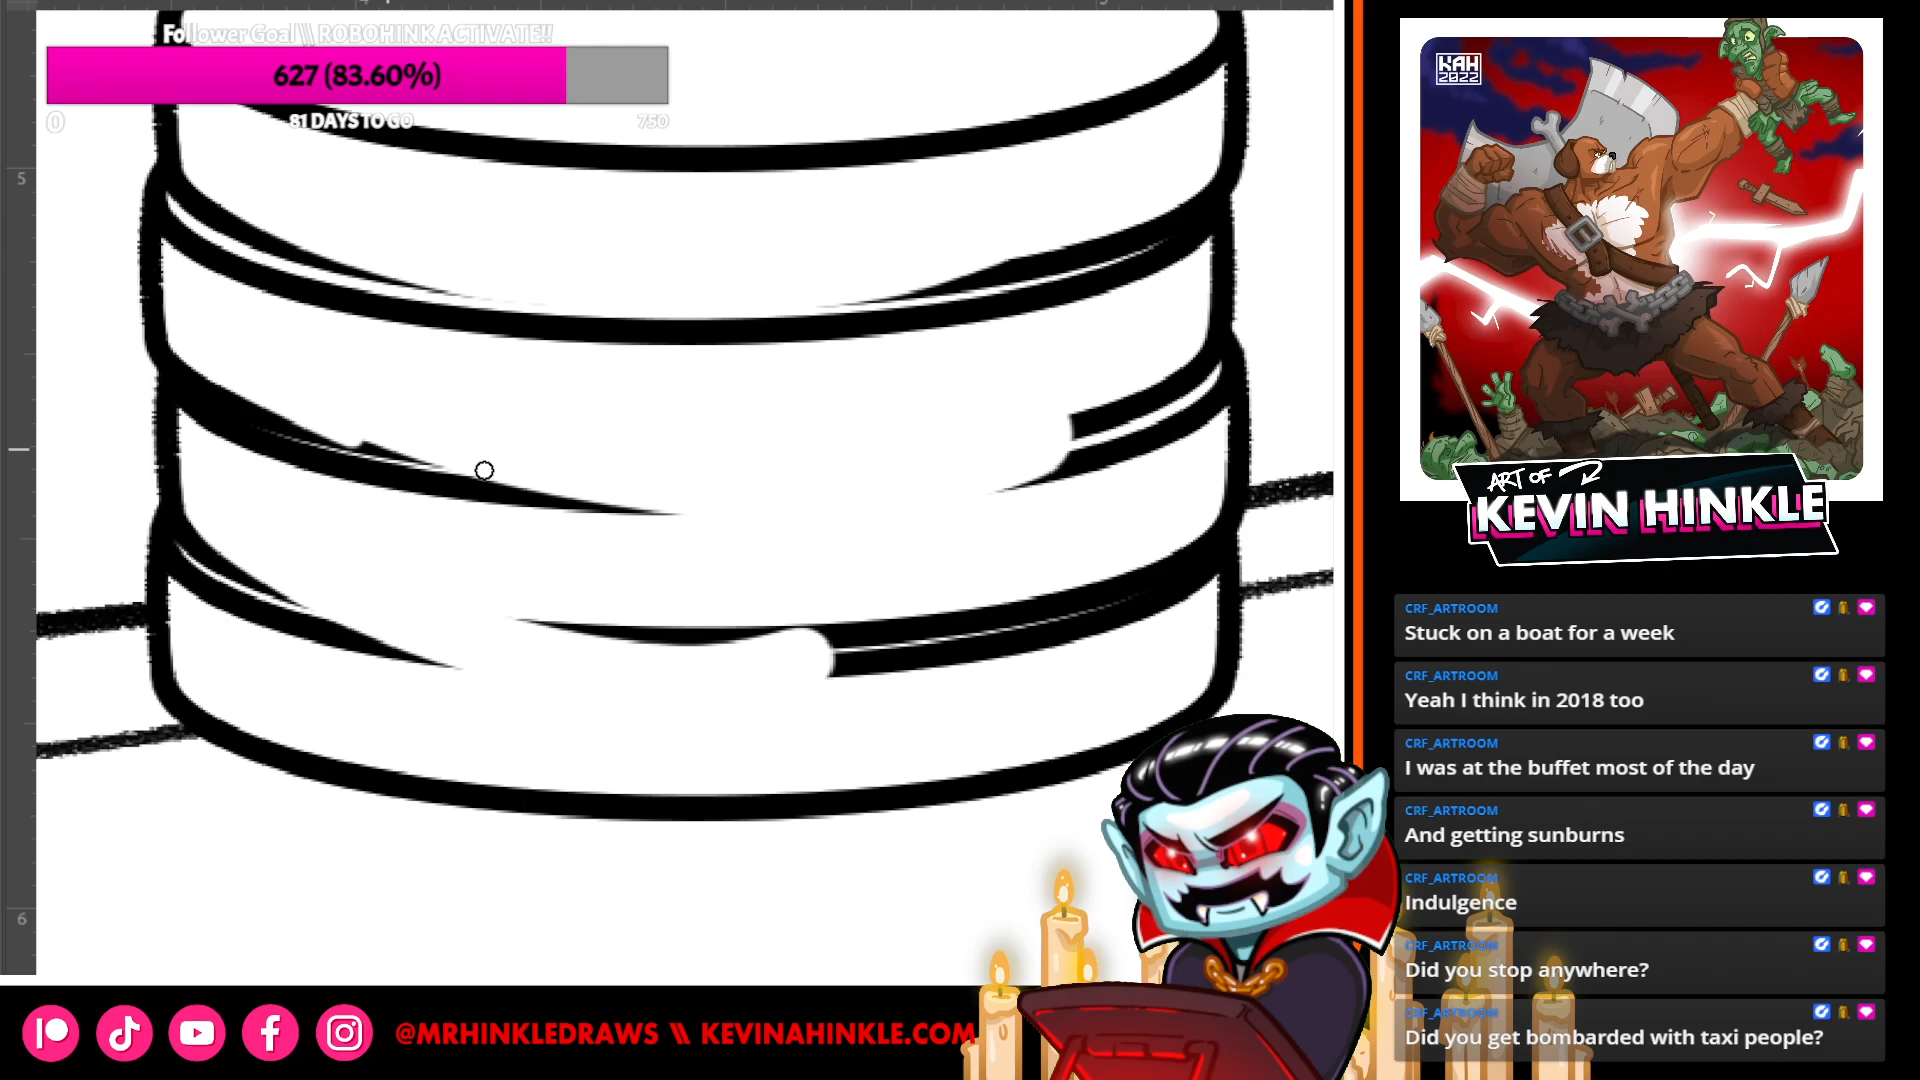 Follower Goal \\ ROBOHINK ACTIVATE!!
627 (83.60%)
0
81 DAYS TO GO
750
5
6
KAH
2022
ART OF
KEVIN HINKLE
CRF_ARTROOM
Stuck on a boat for a week
CRF_ARTROOM
Yeah I think in 2018 too
CRF_ARTROOM
I was at the buffet most of the day
CRF_ARTROOM
And getting sunburns
CRF_ARTROOM
Indulgence
CRF_ARTROOM
Did you stop anywhere?
CRF_ARTROOM
Did you get bombarded with taxi people?
@MRHINKLEDRAWS \\ KEVINAHINKLE.COM